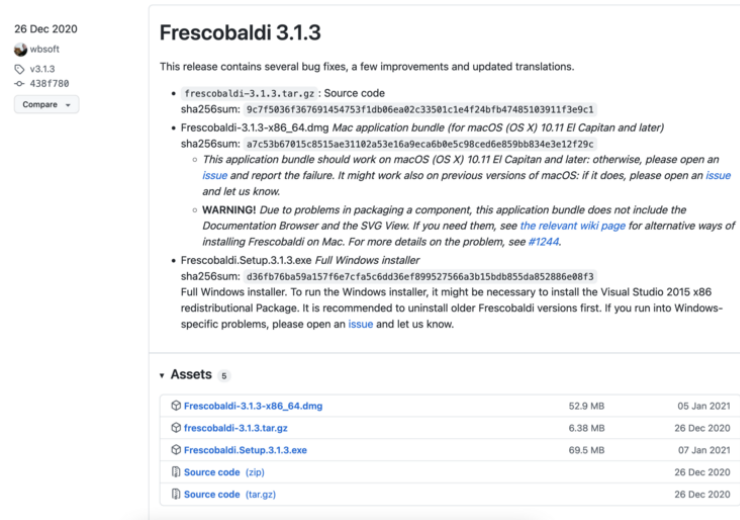 26 Dec 2020
wbsoft
v3.1.3
438f780
Compare
Frescobaldi 3.1.3
This release contains several bug fixes, a few improvements and updated translations.
frescobaldi-3.1.3.tar.gz : Source code
sha256sum: 9c7f5036f367691454753f1db06ea02c33501c1e4f24bfb47485103911f3e9c1
Frescobaldi-3.1.3-x86_64.dmg Mac application bundle (for macOS (OS X) 10.11 El Capitan and later)
sha256sum: a7c53b67015c8515ae31102a53e16a9eca6b0e5c98ced6e859bb834e3e12f29c
This application bundle should work on macOS (OS X) 10.11 El Capitan and later: otherwise, please open an
issue and report the failure. It might work also on previous versions of macOS: if it does, please open an issue
and let us know.
WARNING! Due to problems in packaging a component, this application bundle does not include the
Documentation Browser and the SVG View. If you need them, see the relevant wiki page for alternative ways of
installing Frescobaldi on Mac. For more details on the problem, see #1244.
Frescobaldi.Setup.3.1.3.exe Full Windows installer
sha256sum: d36fb76ba59a157f6e7cfa5c6dd36ef899527566a3b15bdb855da852886e08f3
Full Windows installer. To run the Windows installer, it might be necessary to install the Visual Studio 2015 x86
redistributional Package. It is recommended to uninstall older Frescobaldi versions first. If you run into Windows-
specific problems, please open an issue and let us know.
Assets 5
Frescobaldi-3.1.3-x86_64.dmg 52.9 MB 05 Jan 2021
frescobaldi-3.1.3.tar.gz 6.38 MB 26 Dec 2020
Frescobaldi.Setup.3.1.3.exe 69.5 MB 07 Jan 2021
Source code (zip) 26 Dec 2020
Source code (tar.gz) 26 Dec 2020